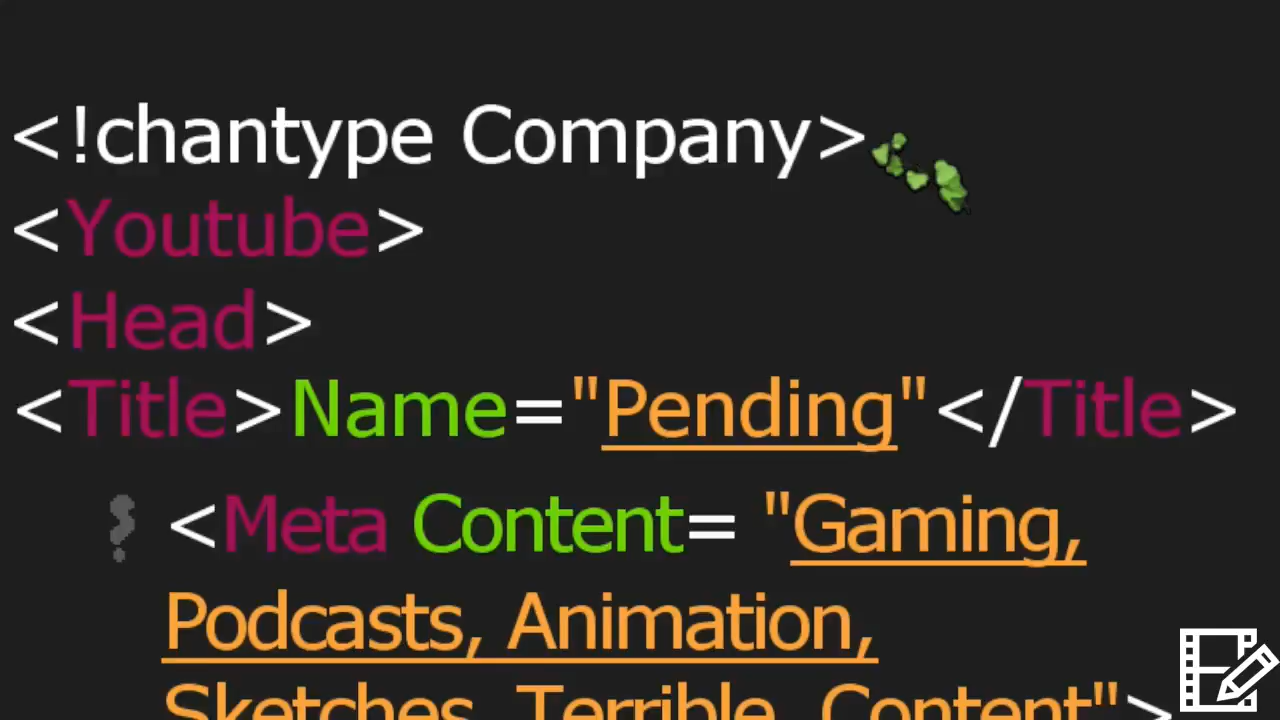 <!chantype Company>
<Youtube>
<Head>
<Title>Name="Pending"</Title>
<Meta Content= "Gaming,
Podcasts, Animation,
Sketches, Terrible, Content">